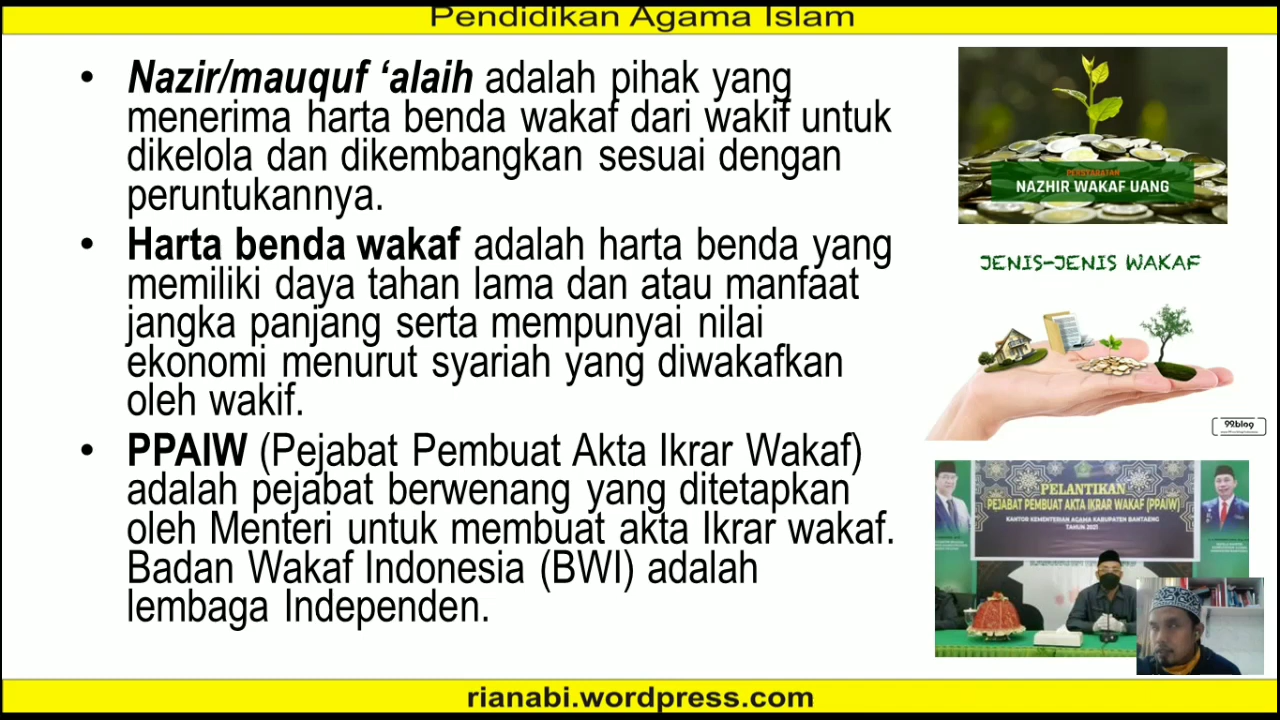 Pendidikan Agama Islam
• Nazir/mauquf ‘alaih adalah pihak yang
menerima harta benda wakaf dari wakif untuk
dikelola dan dikembangkan sesuai dengan
peruntukannya.
• Harta benda wakaf adalah harta benda yang
memiliki daya tahan lama dan atau manfaat
jangka panjang serta mempunyai nilai
ekonomi menurut syariah yang diwakafkan
oleh wakif.
• PPAIW (Pejabat Pembuat Akta Ikrar Wakaf)
adalah pejabat berwenang yang ditetapkan
oleh Menteri untuk membuat akta Ikrar wakaf.
Badan Wakaf Indonesia (BWI) adalah
lembaga Independen.
PERSYARATAN
NAZHIR WAKAF UANG
JENIS-JENIS WAKAF
99blog
PELANTIKAN
PEJABAT PEMBUAT AKTA IKRAR WAKAF (PPAIW)
KANTOR KEMENTERIAN AGAMA KABUPATEN BANTAENG
TAHUN 2021
rianabi.wordpress.com